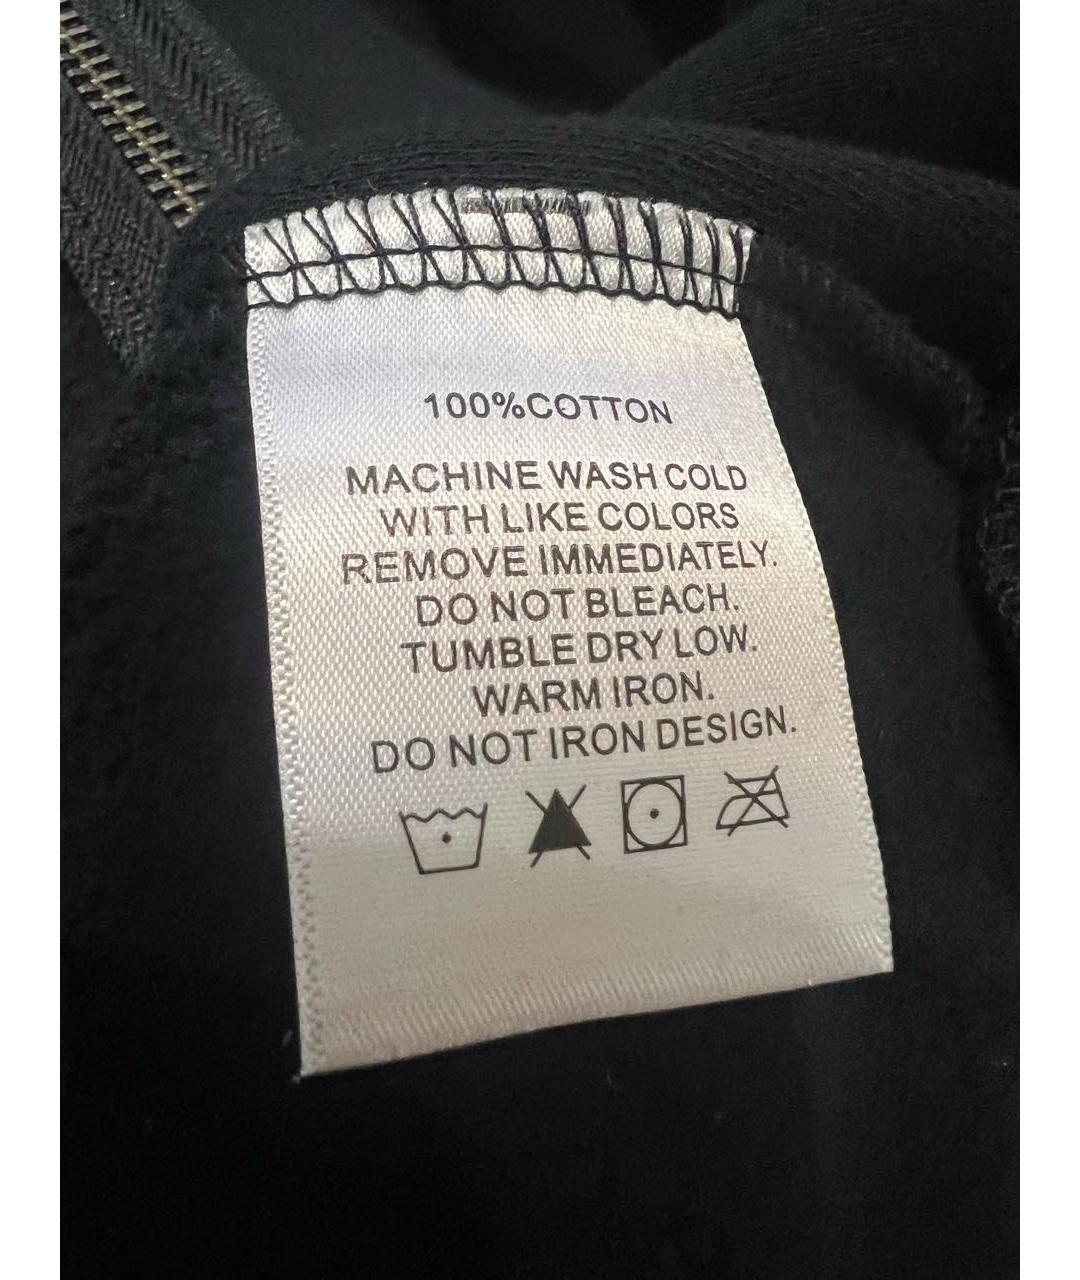 100%COTTON
MACHINE WASH COLD
WITH LIKE COLORS
REMOVE IMMEDIATELY.
DO NOT BLEACH.
TUMBLE DRY LOW.
WARM IRON.
DO NOT IRON DESIGN.